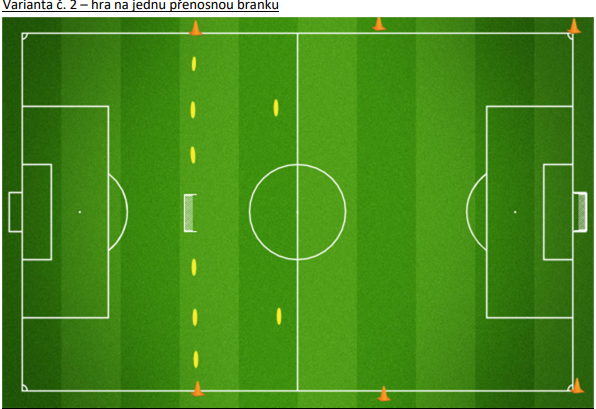 Varianta č. 2 – hra na jednu přenosnou branku